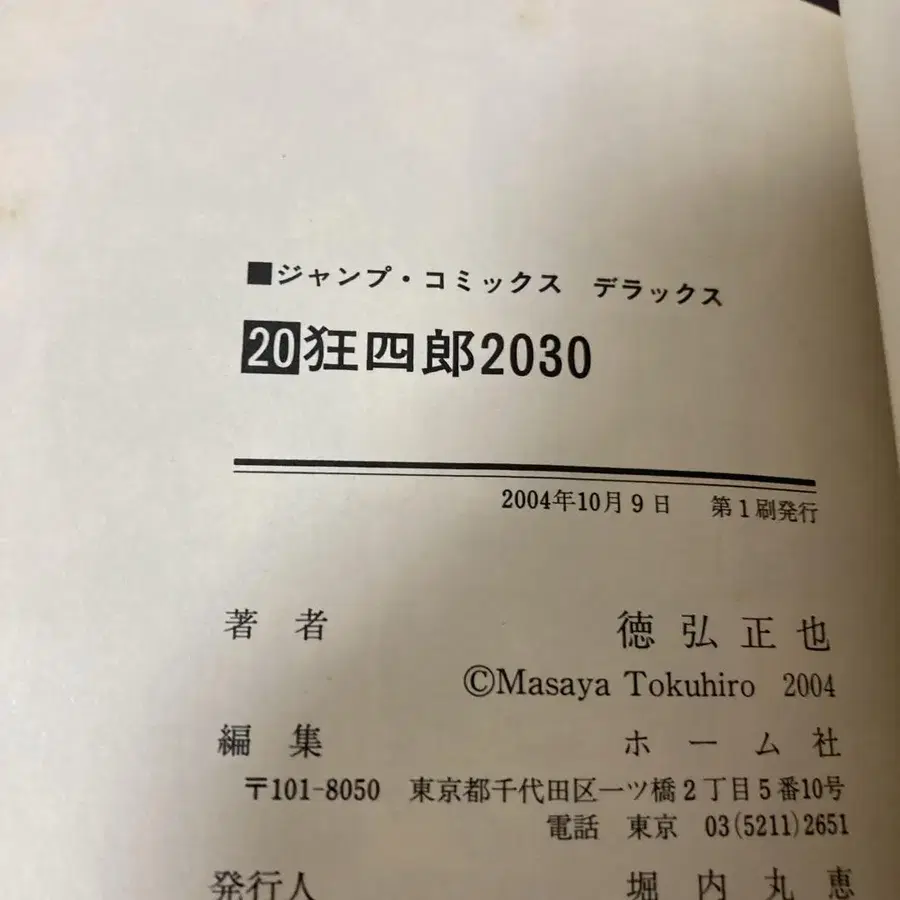 ■ジャンプ・コミックス デラックス
20狂四郎2030
2004年10月9日 第1刷発行
著者 徳弘正也
©Masaya Tokuhiro 2004
編集 ホーム社
〒101-8050 東京都千代田区一ツ橋2丁目5番10号
電話 東京 03(5211)2651
発行人 堀内丸恵